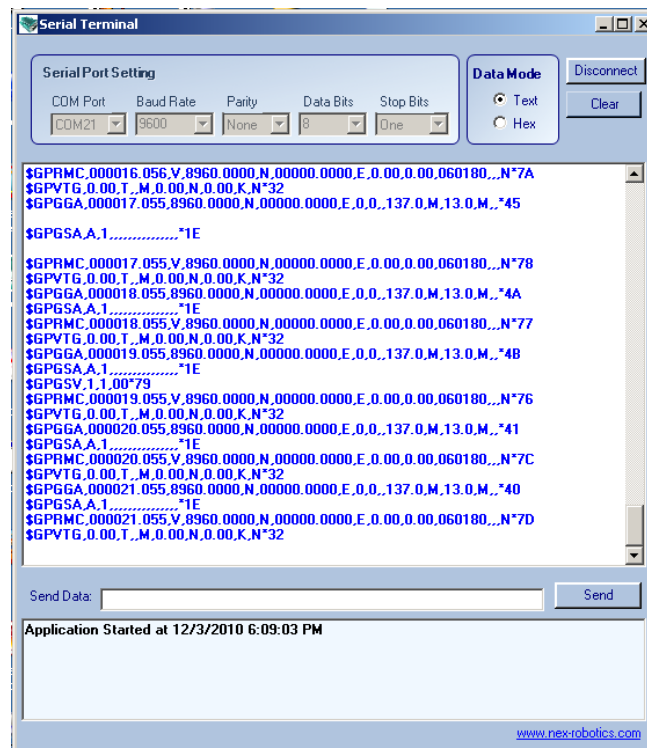 Serial Terminal
Serial Port Setting
COM Port Baud Rate Parity Data Bits Stop Bits
COM21 9600 None 8 One
Data Mode
Text
Hex
Disconnect
Clear
$GPRMC,000016.056,V,8960.0000,N,00000.0000,E,0.00,0.00,060180,,,N*7A
$GPVTG,0.00,T,,M,0.00,N,0.00,K,N*32
$GPGGA,000017.055,8960.0000,N,00000.0000,E,0,0,,137.0,M,13.0,M,,*45
$GPGSA,A,1,,,,,,,,,,,,,,,*1E
$GPRMC,000017.055,V,8960.0000,N,00000.0000,E,0.00,0.00,060180,,,N*78
$GPVTG,0.00,T,,M,0.00,N,0.00,K,N*32
$GPGGA,000018.055,8960.0000,N,00000.0000,E,0,0,,137.0,M,13.0,M,,*4A
$GPGSA,A,1,,,,,,,,,,,,,,,*1E
$GPRMC,000018.055,V,8960.0000,N,00000.0000,E,0.00,0.00,060180,,,N*77
$GPVTG,0.00,T,,M,0.00,N,0.00,K,N*32
$GPGGA,000019.055,8960.0000,N,00000.0000,E,0,0,,137.0,M,13.0,M,,*4B
$GPGSA,A,1,,,,,,,,,,,,,,,*1E
$GPGSV,1,1,00*79
$GPRMC,000019.055,V,8960.0000,N,00000.0000,E,0.00,0.00,060180,,,N*76
$GPVTG,0.00,T,,M,0.00,N,0.00,K,N*32
$GPGGA,000020.055,8960.0000,N,00000.0000,E,0,0,,137.0,M,13.0,M,,*41
$GPGSA,A,1,,,,,,,,,,,,,,,*1E
$GPRMC,000020.055,V,8960.0000,N,00000.0000,E,0.00,0.00,060180,,,N*7C
$GPVTG,0.00,T,,M,0.00,N,0.00,K,N*32
$GPGGA,000021.055,8960.0000,N,00000.0000,E,0,0,,137.0,M,13.0,M,,*40
$GPGSA,A,1,,,,,,,,,,,,,,,*1E
$GPRMC,000021.055,V,8960.0000,N,00000.0000,E,0.00,0.00,060180,,,N*7D
$GPVTG,0.00,T,,M,0.00,N,0.00,K,N*32
Send Data:
Send
Application Started at 12/3/2010 6:09:03 PM
www.nex-robotics.com